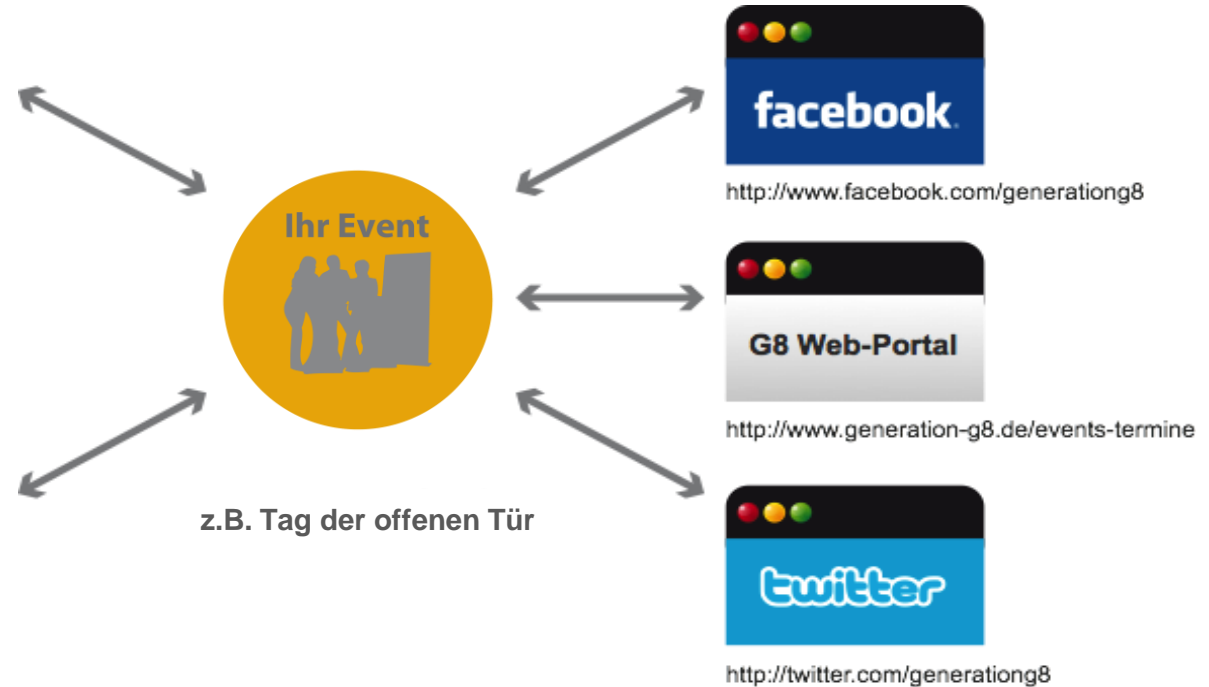 facebook.
http://www.facebook.com/generationg8
Ihr Event
G8 Web-Portal
http://www.generation-g8.de/events-termine
z.B. Tag der offenen Tür
twitter
http://twitter.com/generationg8